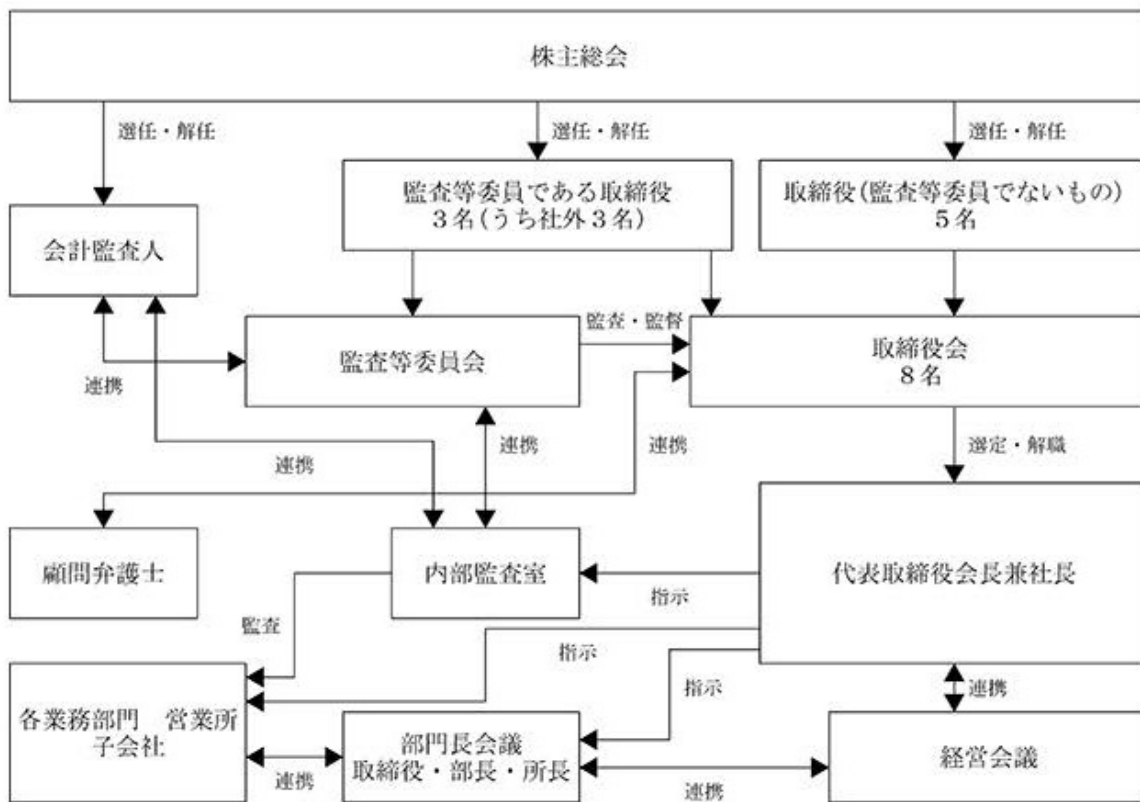 株主総会
選任・解任
選任・解任
選任・解任
監査等委員である取締役
３名(うち社外３名)
取締役(監査等委員でないもの)
５名
会計監査人
監査等委員会
監査・監督
取締役会
８名
連携
連携
連携
連携
選定・解職
顧問弁護士
内部監査室
代表取締役会長兼社長
指示
監査
指示
指示
連携
各業務部門　営業所
子会社
部門長会議
取締役・部長・所長
経営会議
連携
連携